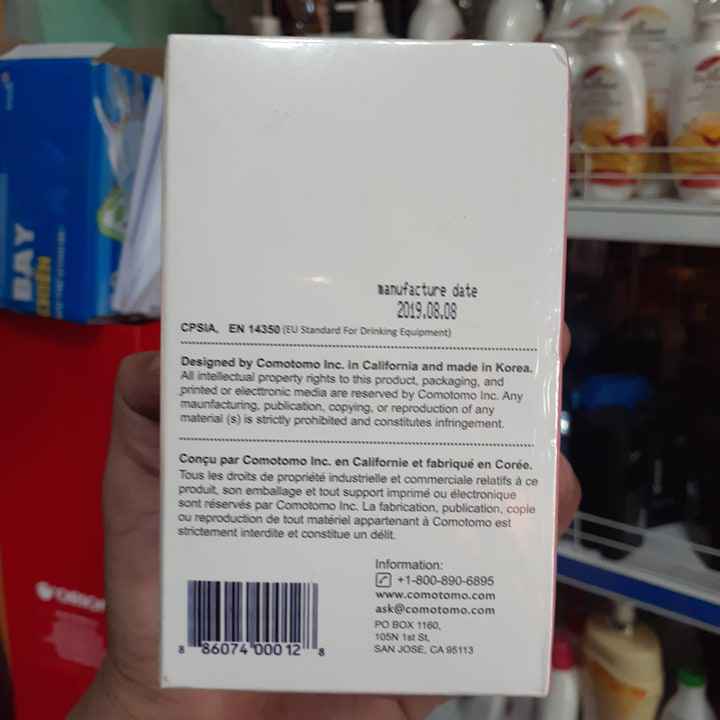 BAY
manufacture date
2019.08.08
CPSIA, EN 14350 (EU Standard For Drinking Equipment)
Designed by Comotomo Inc. in California and made in Korea.
All intellectual property rights to this product, packaging, and
printed or electtronic media are reserved by Comotomo Inc. Any
maunfacturing, publication, copying, or reproduction of any
material (s) is strictly prohibited and constitutes infringement.
Conçu par Comotomo Inc. en Californie et fabriqué en Corée.
Tous les droits de propriété industrielle et commerciale relatifs à ce
produit, son emballage et tout support imprimé ou électronique
sont réservés par Comotomo Inc. La fabrication, publication, copie
ou reproduction de tout matériel appartenant à Comotomo est
strictement interdite et constitue un délit.
Information:
+1-800-890-6895
www.comotomo.com
ask@comotomo.com
PO BOX 1160,
105N 1st St,
SAN JOSE, CA 95113
8 86074 00012 8